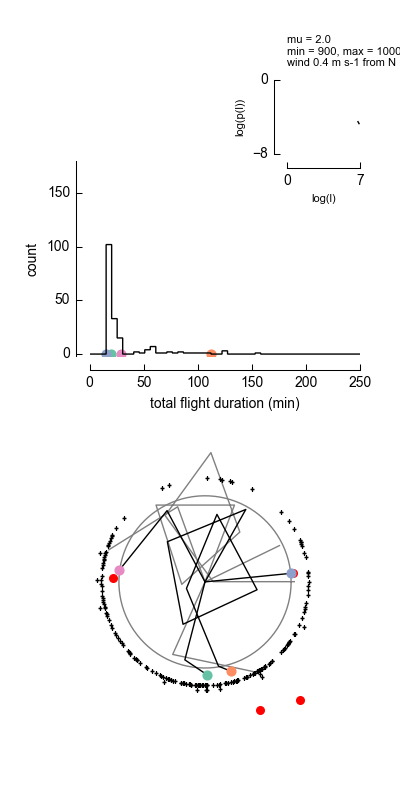 mu = 2.0
min = 900, max = 1000
wind 0.4 m s-1 from N
0
log(p(l))
−8
0
7
log(l)
150
100
50
0
count
0
50
100
150
200
250
total flight duration (min)